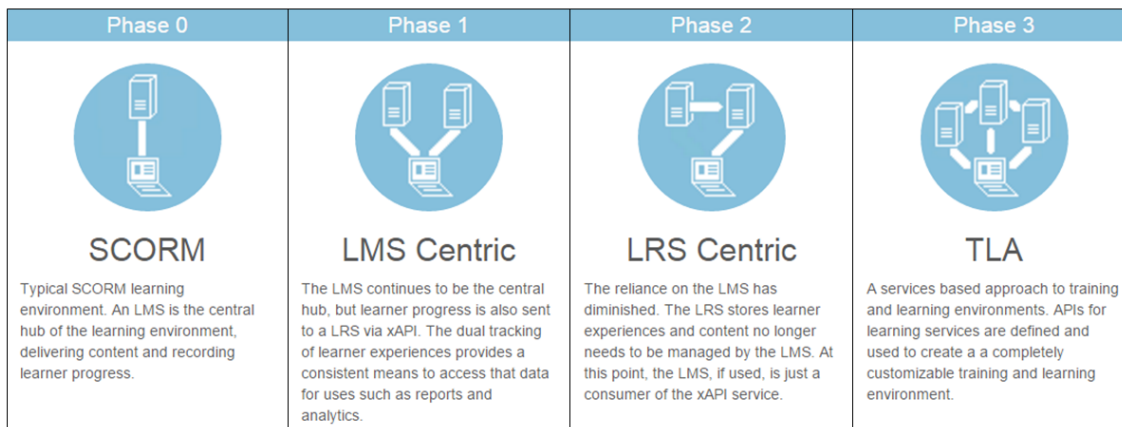 Phase 0
SCORM
Typical SCORM learning
environment. An LMS is the central
hub of the learning environment,
delivering content and recording
learner progress.
Phase 1
LMS Centric
The LMS continues to be the central
hub, but learner progress is also sent
to a LRS via xAPI. The dual tracking
of learner experiences provides a
consistent means to access that data
for uses such as reports and
analytics.
Phase 2
LRS Centric
The reliance on the LMS has
diminished. The LRS stores learner
experiences and content no longer
needs to be managed by the LMS. At
this point, the LMS, if used, is just a
consumer of the xAPI service.
Phase 3
TLA
A services based approach to training
and learning environments. APIs for
learning services are defined and
used to create a a completely
customizable training and learning
environment.